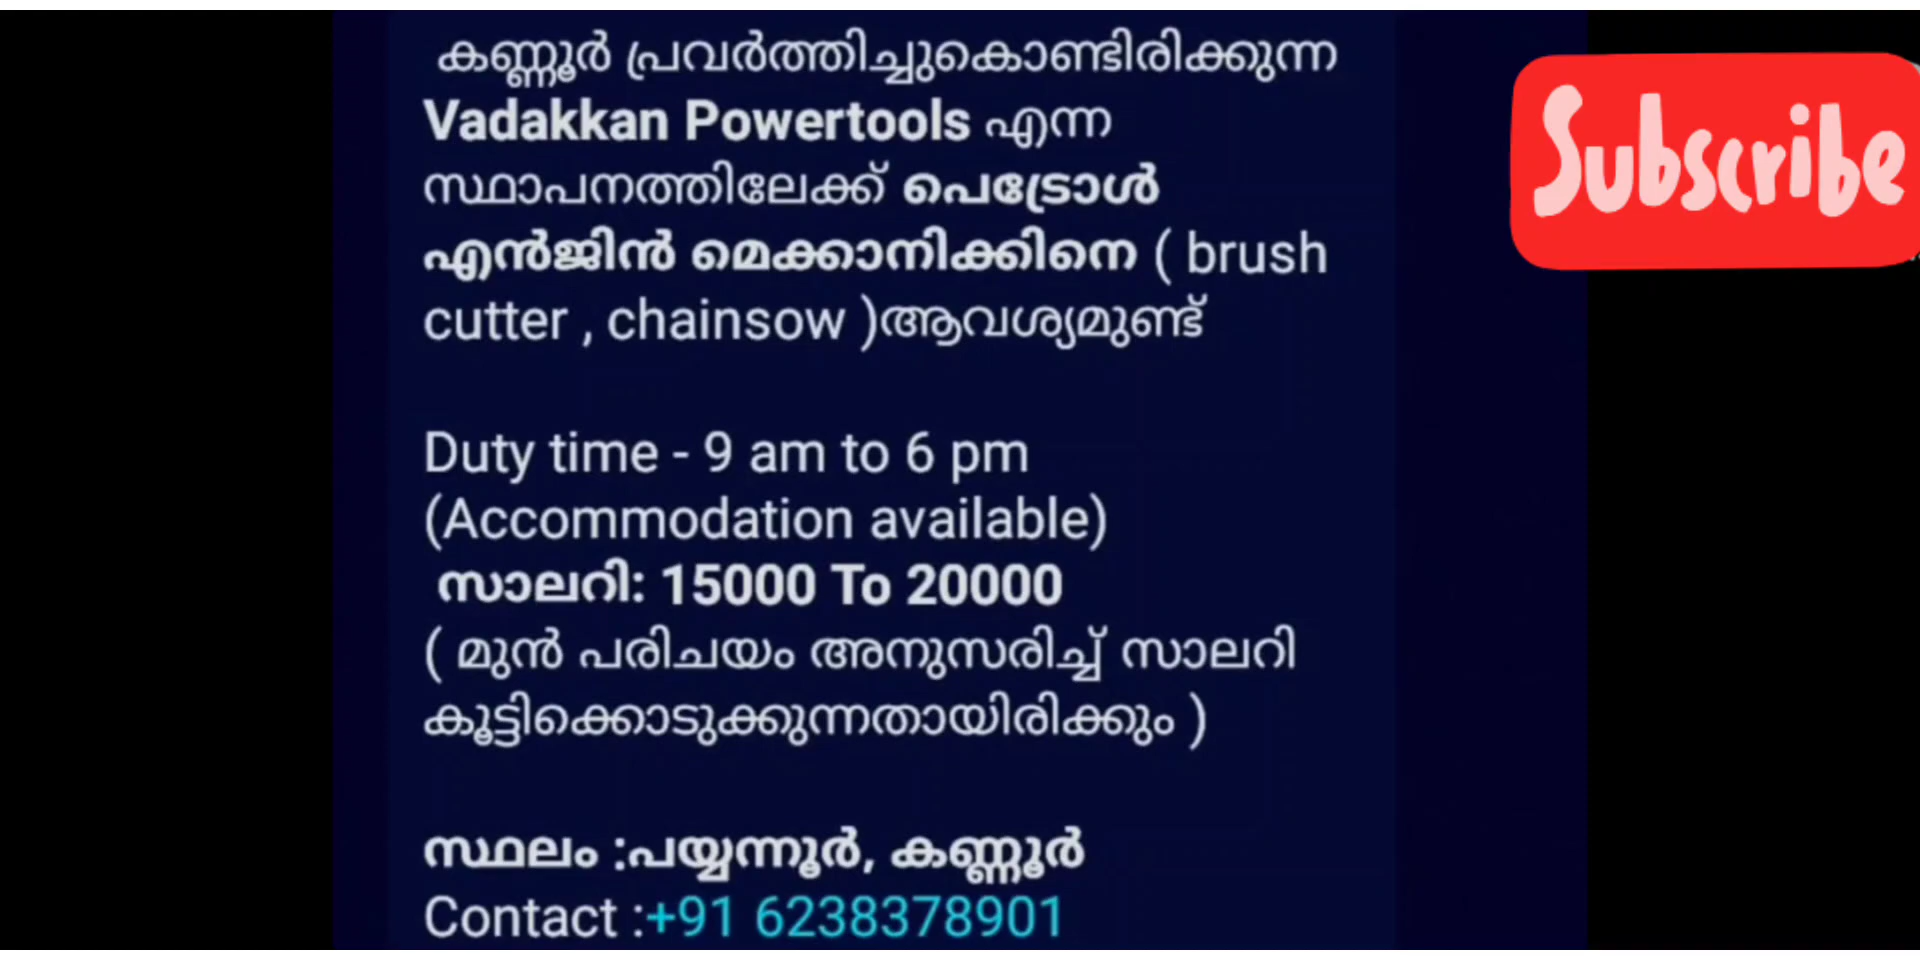 കണ്ണൂർ പ്രവർത്തിച്ചുകൊണ്ടിരിക്കുന്ന
Vadakkan Powertools എന്ന
സ്ഥാപനത്തിലേക്ക് പെട്രോൾ
എൻജിൻ മെക്കാനിക്കിനെ ( brush
cutter , chainsow )ആവശ്യമുണ്ട്
Duty time - 9 am to 6 pm
(Accommodation available)
സാലറി: 15000 To 20000
( മുൻ പരിചയം അനുസരിച്ച് സാലറി
കൂട്ടിക്കൊടുക്കുന്നതായിരിക്കും )
സ്ഥലം :പയ്യന്നൂർ, കണ്ണൂർ
Contact :+91 6238378901
Subscribe